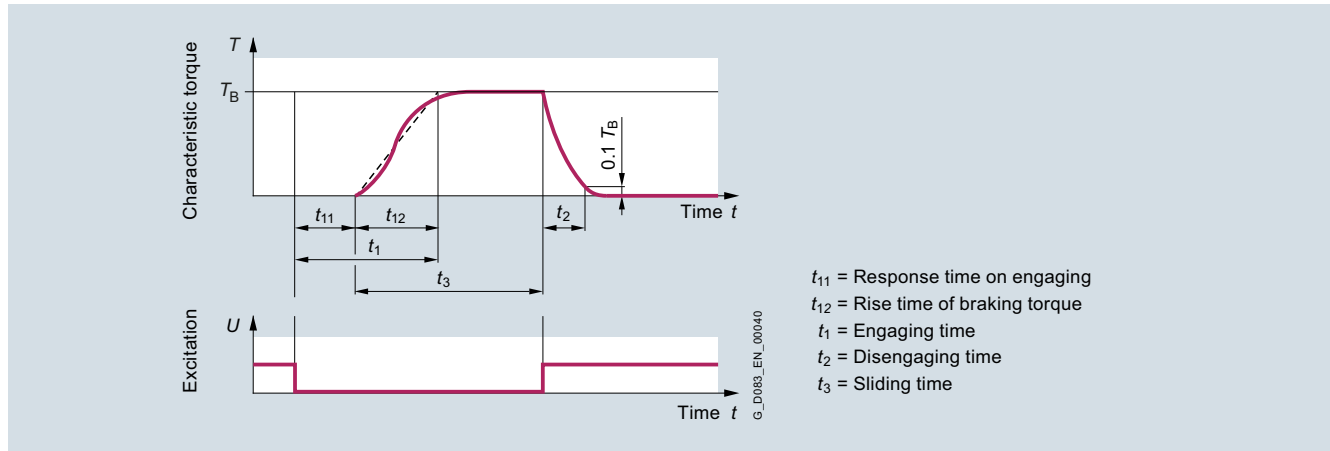 T
Characteristic torque
T_B
0.1 T_B
Time t
t_11
t_12
t_2
t_1
t_3
U
Excitation
Time t
G_D083_EN_00040
t_11 = Response time on engaging
t_12 = Rise time of braking torque
t_1 = Engaging time
t_2 = Disengaging time
t_3 = Sliding time